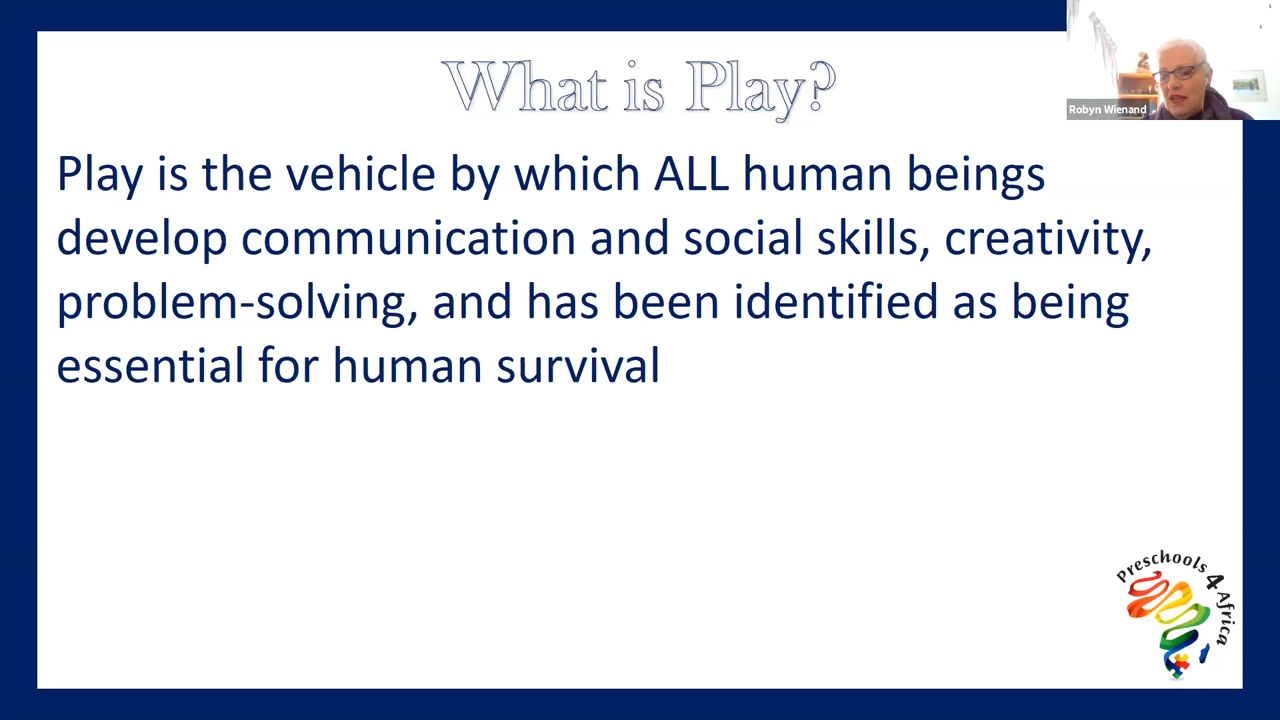 What is Play?
Robyn Wienand
Play is the vehicle by which ALL human beings
develop communication and social skills, creativity,
problem-solving, and has been identified as being
essential for human survival
Preschools 4 Africa